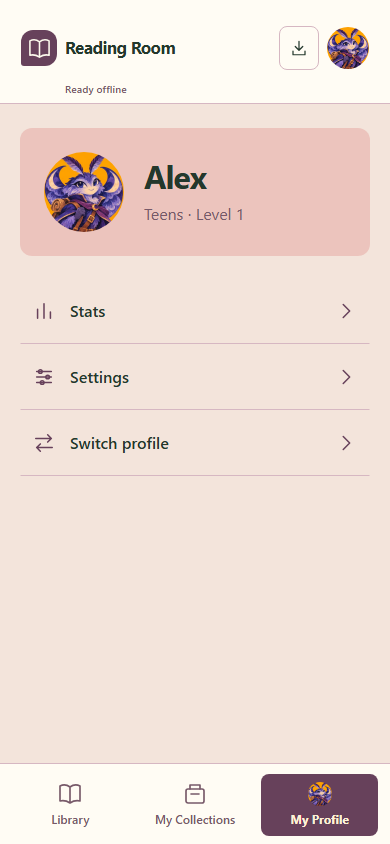 Reading Room
Ready offline
Alex
Teens · Level 1
Stats
Settings
Switch profile
Library
My Collections
My Profile